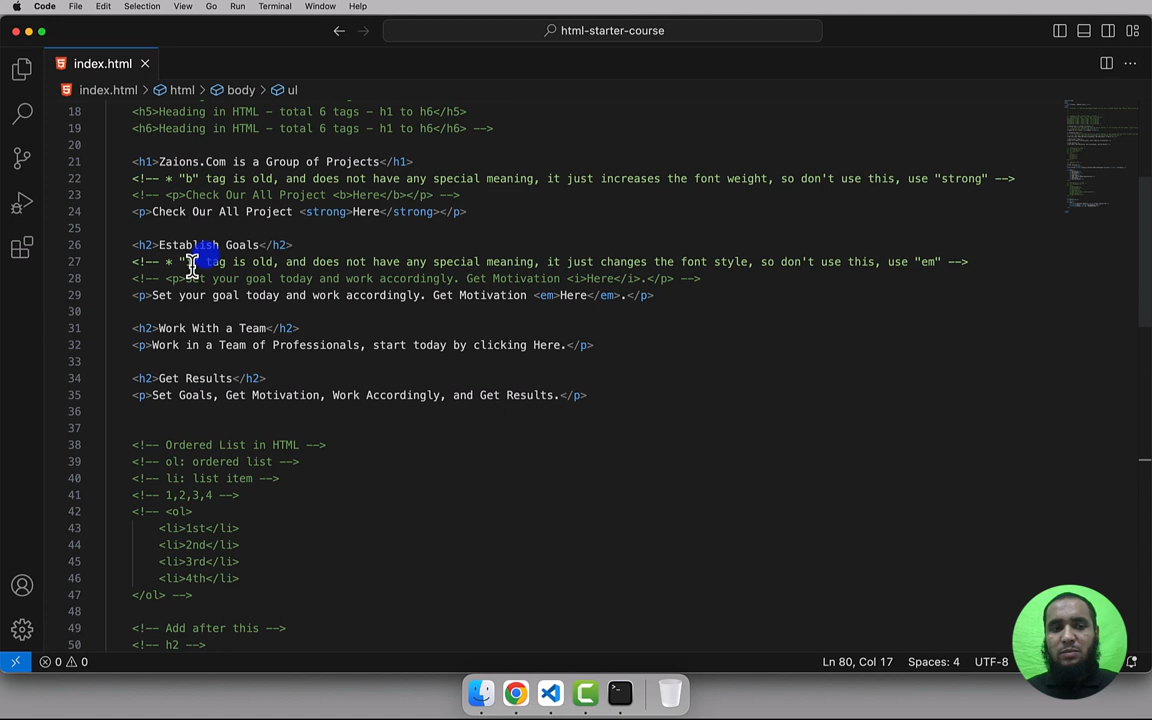 Code File Edit Selection View Go Run Terminal Window Help
html-starter-course
index.html
index.html > html > body > ul
18 <h5>Heading in HTML - total 6 tags - h1 to h6</h5>
19 <h6>Heading in HTML - total 6 tags - h1 to h6</h6> -->
20
21 <h1>Zaions.Com is a Group of Projects</h1>
22 <!-- * "b" tag is old, and does not have any special meaning, it just increases the font weight, so don't use this, use "strong" -->
23 <!-- <p>Check Our All Project <b>Here</b></p> -->
24 <p>Check Our All Project <strong>Here</strong></p>
25
26 <h2>Establish Goals</h2>
27 <!-- * " tag is old, and does not have any special meaning, it just changes the font style, so don't use this, use "em" -->
28 <!-- <p>Set your goal today and work accordingly. Get Motivation <i>Here</i>.</p> -->
29 <p>Set your goal today and work accordingly. Get Motivation <em>Here</em>.</p>
30
31 <h2>Work With a Team</h2>
32 <p>Work in a Team of Professionals, start today by clicking Here.</p>
33
34 <h2>Get Results</h2>
35 <p>Set Goals, Get Motivation, Work Accordingly, and Get Results.</p>
36
37
38 <!-- Ordered List in HTML -->
39 <!-- ol: ordered list -->
40 <!-- li: list item -->
41 <!-- 1,2,3,4 -->
42 <!-- <ol>
43 <li>1st</li>
44 <li>2nd</li>
45 <li>3rd</li>
46 <li>4th</li>
47 </ol> -->
48
49 <!-- Add after this -->
50 <!-- h2 -->
0 0 Ln 80, Col 17 Spaces: 4 UTF-8